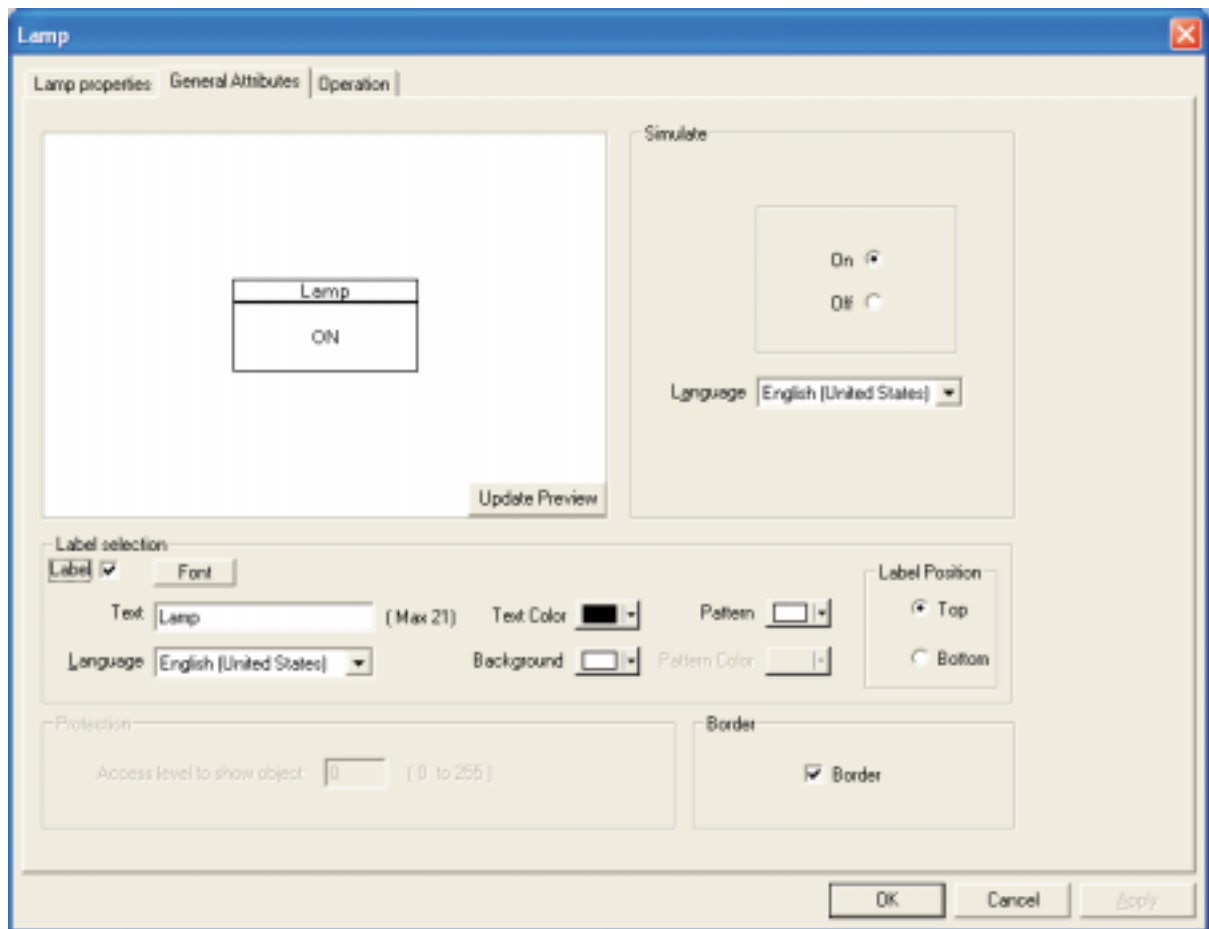 Lamp
Lamp properties General Attributes Operation
Simulate
Lamp
ON
On
Off
Language English (United States)
Update Preview
Label selection
Label Font
Text Lamp (Max 21) Text Color Pattern
Language English (United States) Background Pattern Color
Label Position
Top
Bottom
Protection
Access level to show object 0 ( 0 to 255 )
Border
Border
OK Cancel Apply